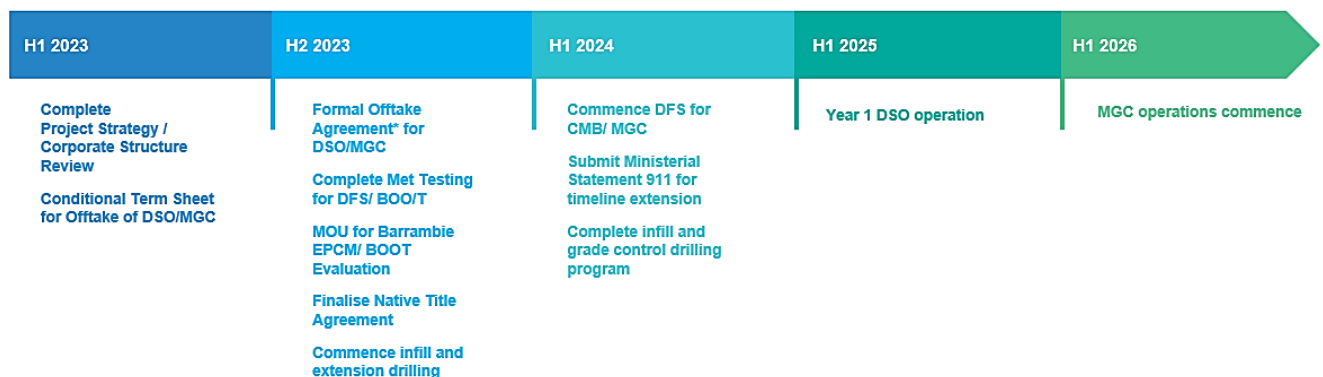 H1 2023
H2 2023
H1 2024
H1 2025
H1 2026
Complete
Project Strategy /
Corporate Structure
Review
Conditional Term Sheet
for Offtake of DSO/MGC
Formal Offtake
Agreement* for
DSO/MGC
Complete Met Testing
for DFS/ BOO/T
MOU for Barrambie
EPCM/ BOOT
Evaluation
Finalise Native Title
Agreement
Commence infill and
extension drilling
Commence DFS for
CMB/ MGC
Submit Ministerial
Statement 911 for
timeline extension
Complete infill and
grade control drilling
program
Year 1 DSO operation
MGC operations commence